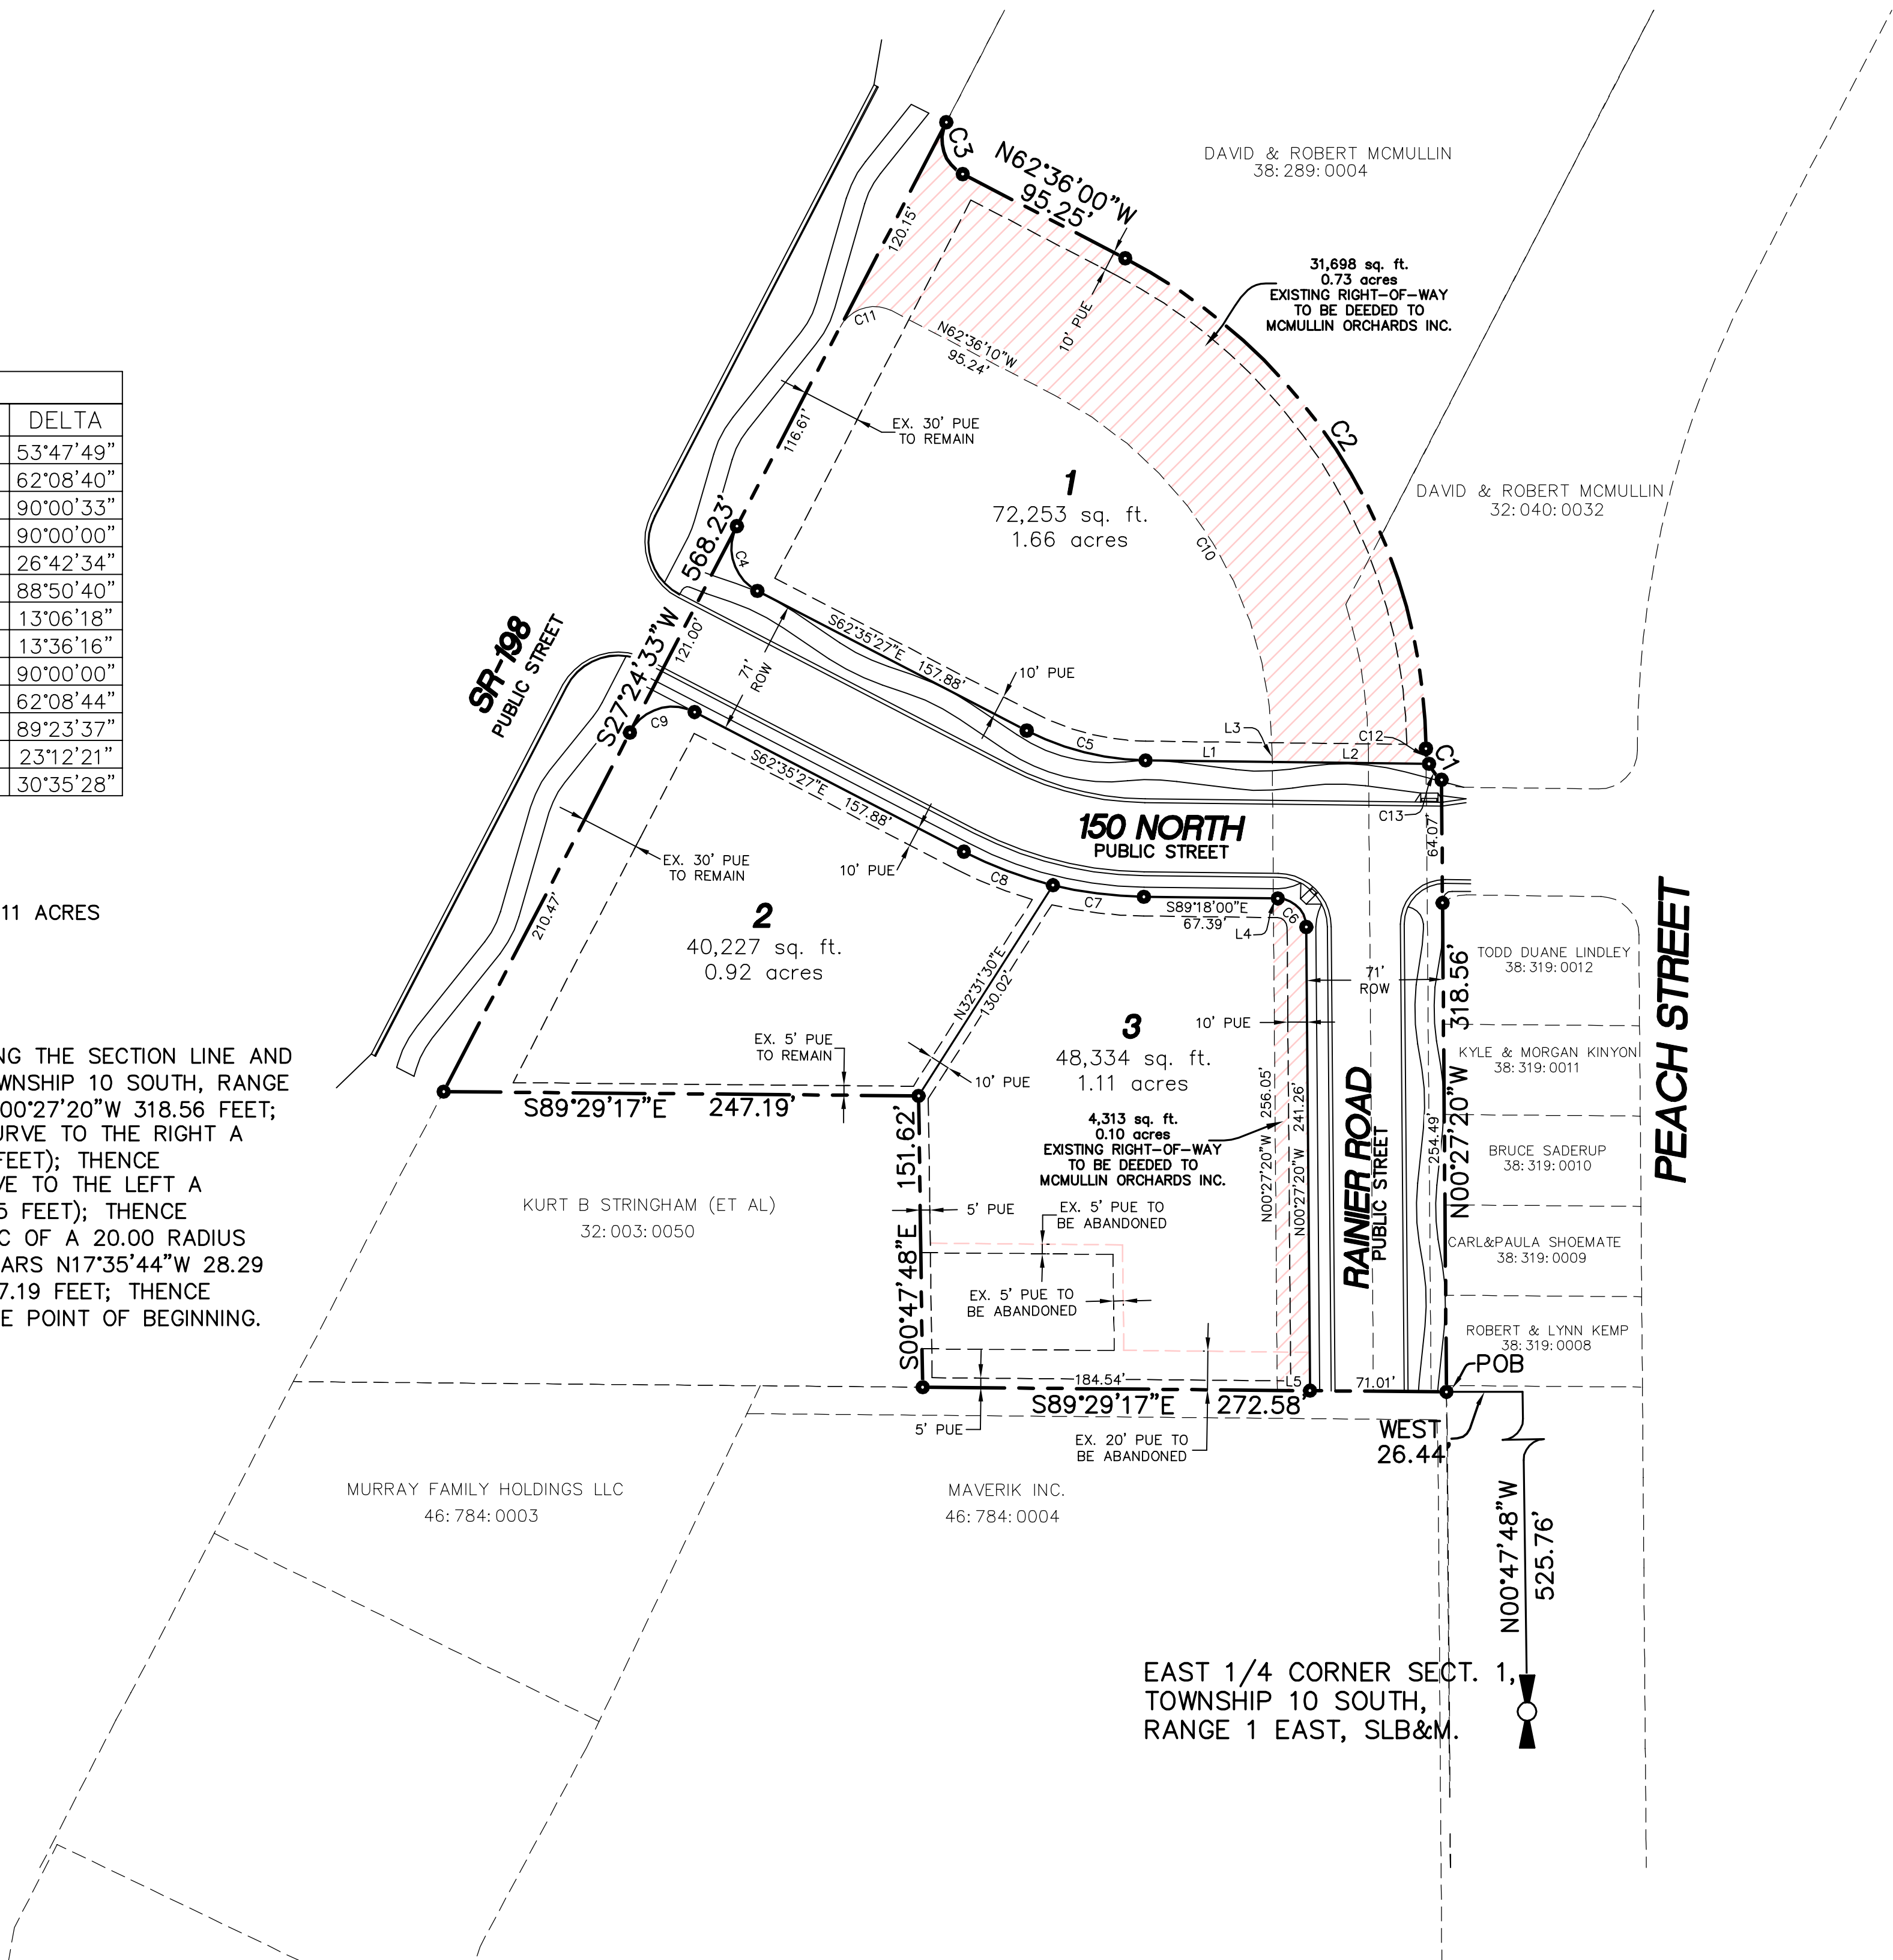 DELTA
53°47'49"
62°08'40"
90°00'33"
90°00'00"
26°42'34"
88°50'40"
13°06'18"
13°36'16"
90°00'00"
62°08'44"
89°23'37"
23°12'21"
30°35'28"
11 ACRES
NG THE SECTION LINE AND
WNSHIP 10 SOUTH, RANGE
00°27'20"W 318.56 FEET;
URVE TO THE RIGHT A
FEET); THENCE
VE TO THE LEFT A
5 FEET); THENCE
C OF A 20.00 RADIUS
ARS N17°35'44"W 28.29
7.19 FEET; THENCE
E POINT OF BEGINNING.
C3
N62°36'00"W
95.25'
DAVID & ROBERT MCMULLIN
38:289:0004
120.15'
31,698 sq. ft.
0.73 acres
EXISTING RIGHT-OF-WAY
TO BE DEEDED TO
MCMULLIN ORCHARDS INC.
10' PUE
C11
N62°36'10"W
95.24'
116.61'
EX. 30' PUE
TO REMAIN
C2
1
72,253 sq. ft.
1.66 acres
C10
DAVID & ROBERT MCMULLIN
32:040:0032
568.23'
C4
S27°24'33"W
121.00'
SR-198
PUBLIC STREET
71'
ROW
S62°35'27"E
157.88'
10' PUE
C9
C5
L1
L3
L2
C12
C1
C13
64.07'
S62°35'27"E
157.88'
150 NORTH
PUBLIC STREET
EX. 30' PUE
TO REMAIN
10' PUE
C8
C7
S89°18'00"E
67.39'
C6
L4
210.47'
2
40,227 sq. ft.
0.92 acres
N32°31'30"E
130.02'
EX. 5' PUE
TO REMAIN
10' PUE
S89°29'17"E 247.19'
3
48,334 sq. ft.
1.11 acres
10' PUE
71'
ROW
4,313 sq. ft.
0.10 acres
EXISTING RIGHT-OF-WAY
TO BE DEEDED TO
MCMULLIN ORCHARDS INC.
N00°27'20"W 256.05'
N00°27'20"W 241.26'
RAINIER ROAD
PUBLIC STREET
254.49'
N00°27'20"W 318.56'
PEACH STREET
TODD DUANE LINDLEY
38:319:0012
KYLE & MORGAN KINYON
38:319:0011
BRUCE SADERUP
38:319:0010
CARL&PAULA SHOEMATE
38:319:0009
ROBERT & LYNN KEMP
38:319:0008
KURT B STRINGHAM (ET AL)
32:003:0050
S00°47'48"E 151.62'
5' PUE
EX. 5' PUE TO
BE ABANDONED
EX. 5' PUE TO
BE ABANDONED
POB
184.54'
L5
71.01'
S89°29'17"E 272.58'
5' PUE
EX. 20' PUE TO
BE ABANDONED
WEST
26.44'
MURRAY FAMILY HOLDINGS LLC
46:784:0003
MAVERIK INC.
46:784:0004
N00°47'48"W
525.76'
EAST 1/4 CORNER SECT. 1,
TOWNSHIP 10 SOUTH,
RANGE 1 EAST, SLB&M.